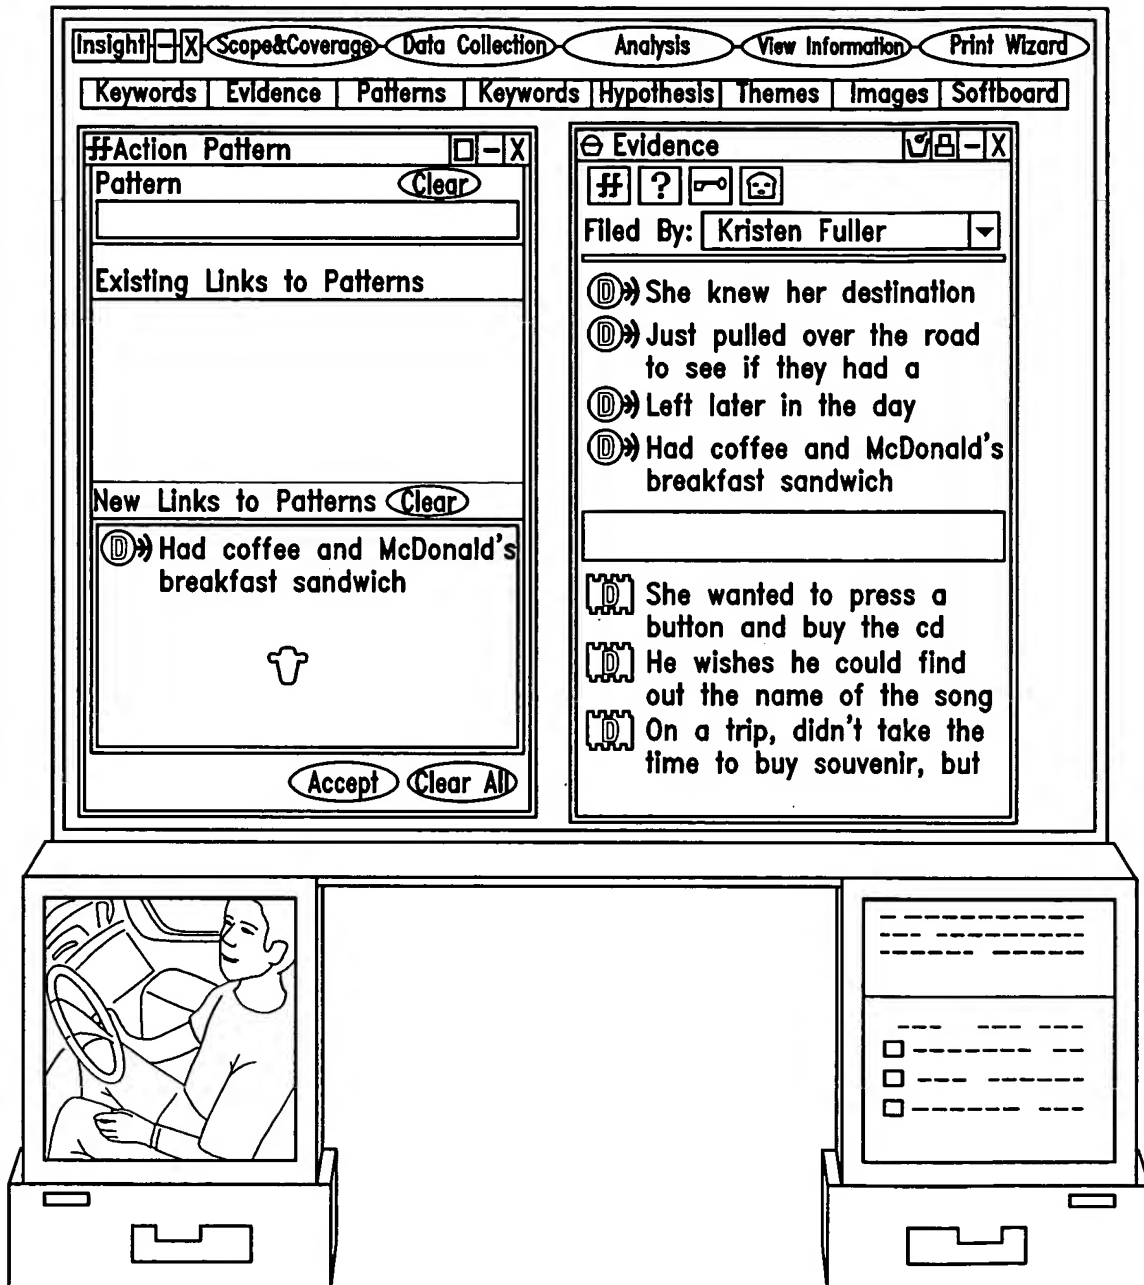 Insight - X Scope&Coverage Data Collection Analysis View Information Print Wizard
Keywords Evidence Patterns Keywords Hypothesis Themes Images Softboard
Action Pattern - X
Pattern Clear
Existing Links to Patterns
New Links to Patterns Clear
D Had coffee and McDonald's
breakfast sandwich
Accept Clear All
Evidence - X
?
Filed By: Kristen Fuller
D She knew her destination
D Just pulled over the road
to see if they had a
D Left later in the day
D Had coffee and McDonald's
breakfast sandwich
D She wanted to press a
button and buy the cd
D He wishes he could find
out the name of the song
D On a trip, didn't take the
time to buy souvenir, but